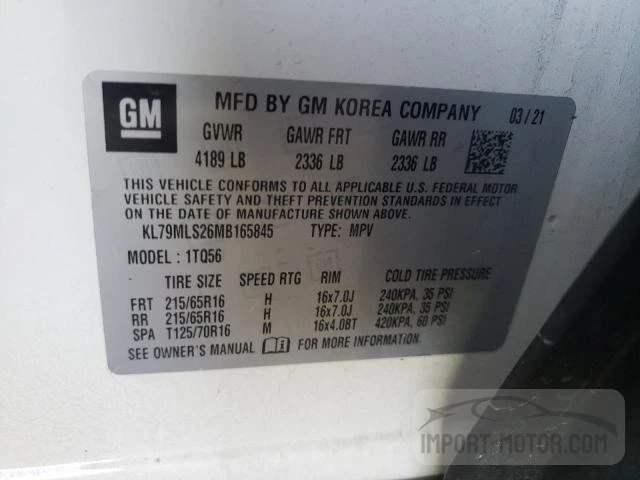 GM
MFD BY GM KOREA COMPANY 03/21
GVWR GAWR FRT GAWR RR
4189 LB 2336 LB 2336 LB
THIS VEHICLE CONFORMS TO ALL APPLICABLE U.S. FEDERAL MOTOR
VEHICLE SAFETY AND THEFT PREVENTION STANDARDS IN EFFECT
ON THE DATE OF MANUFACTURE SHOWN ABOVE.
KL79MLS26MB165845 TYPE: MPV
MODEL : 1TQ56
TIRE SIZE SPEED RTG RIM COLD TIRE PRESSURE
FRT 215/65R16 H 16x7.0J 240KPA, 35 PSI
RR 215/65R16 H 16x7.0J 240KPA, 35 PSI
SPA T125/70R16 M 16x4.0BT 420KPA, 60 PSI
SEE OWNER'S MANUAL FOR MORE INFORMATION
IMPORT-MOTOR.COM